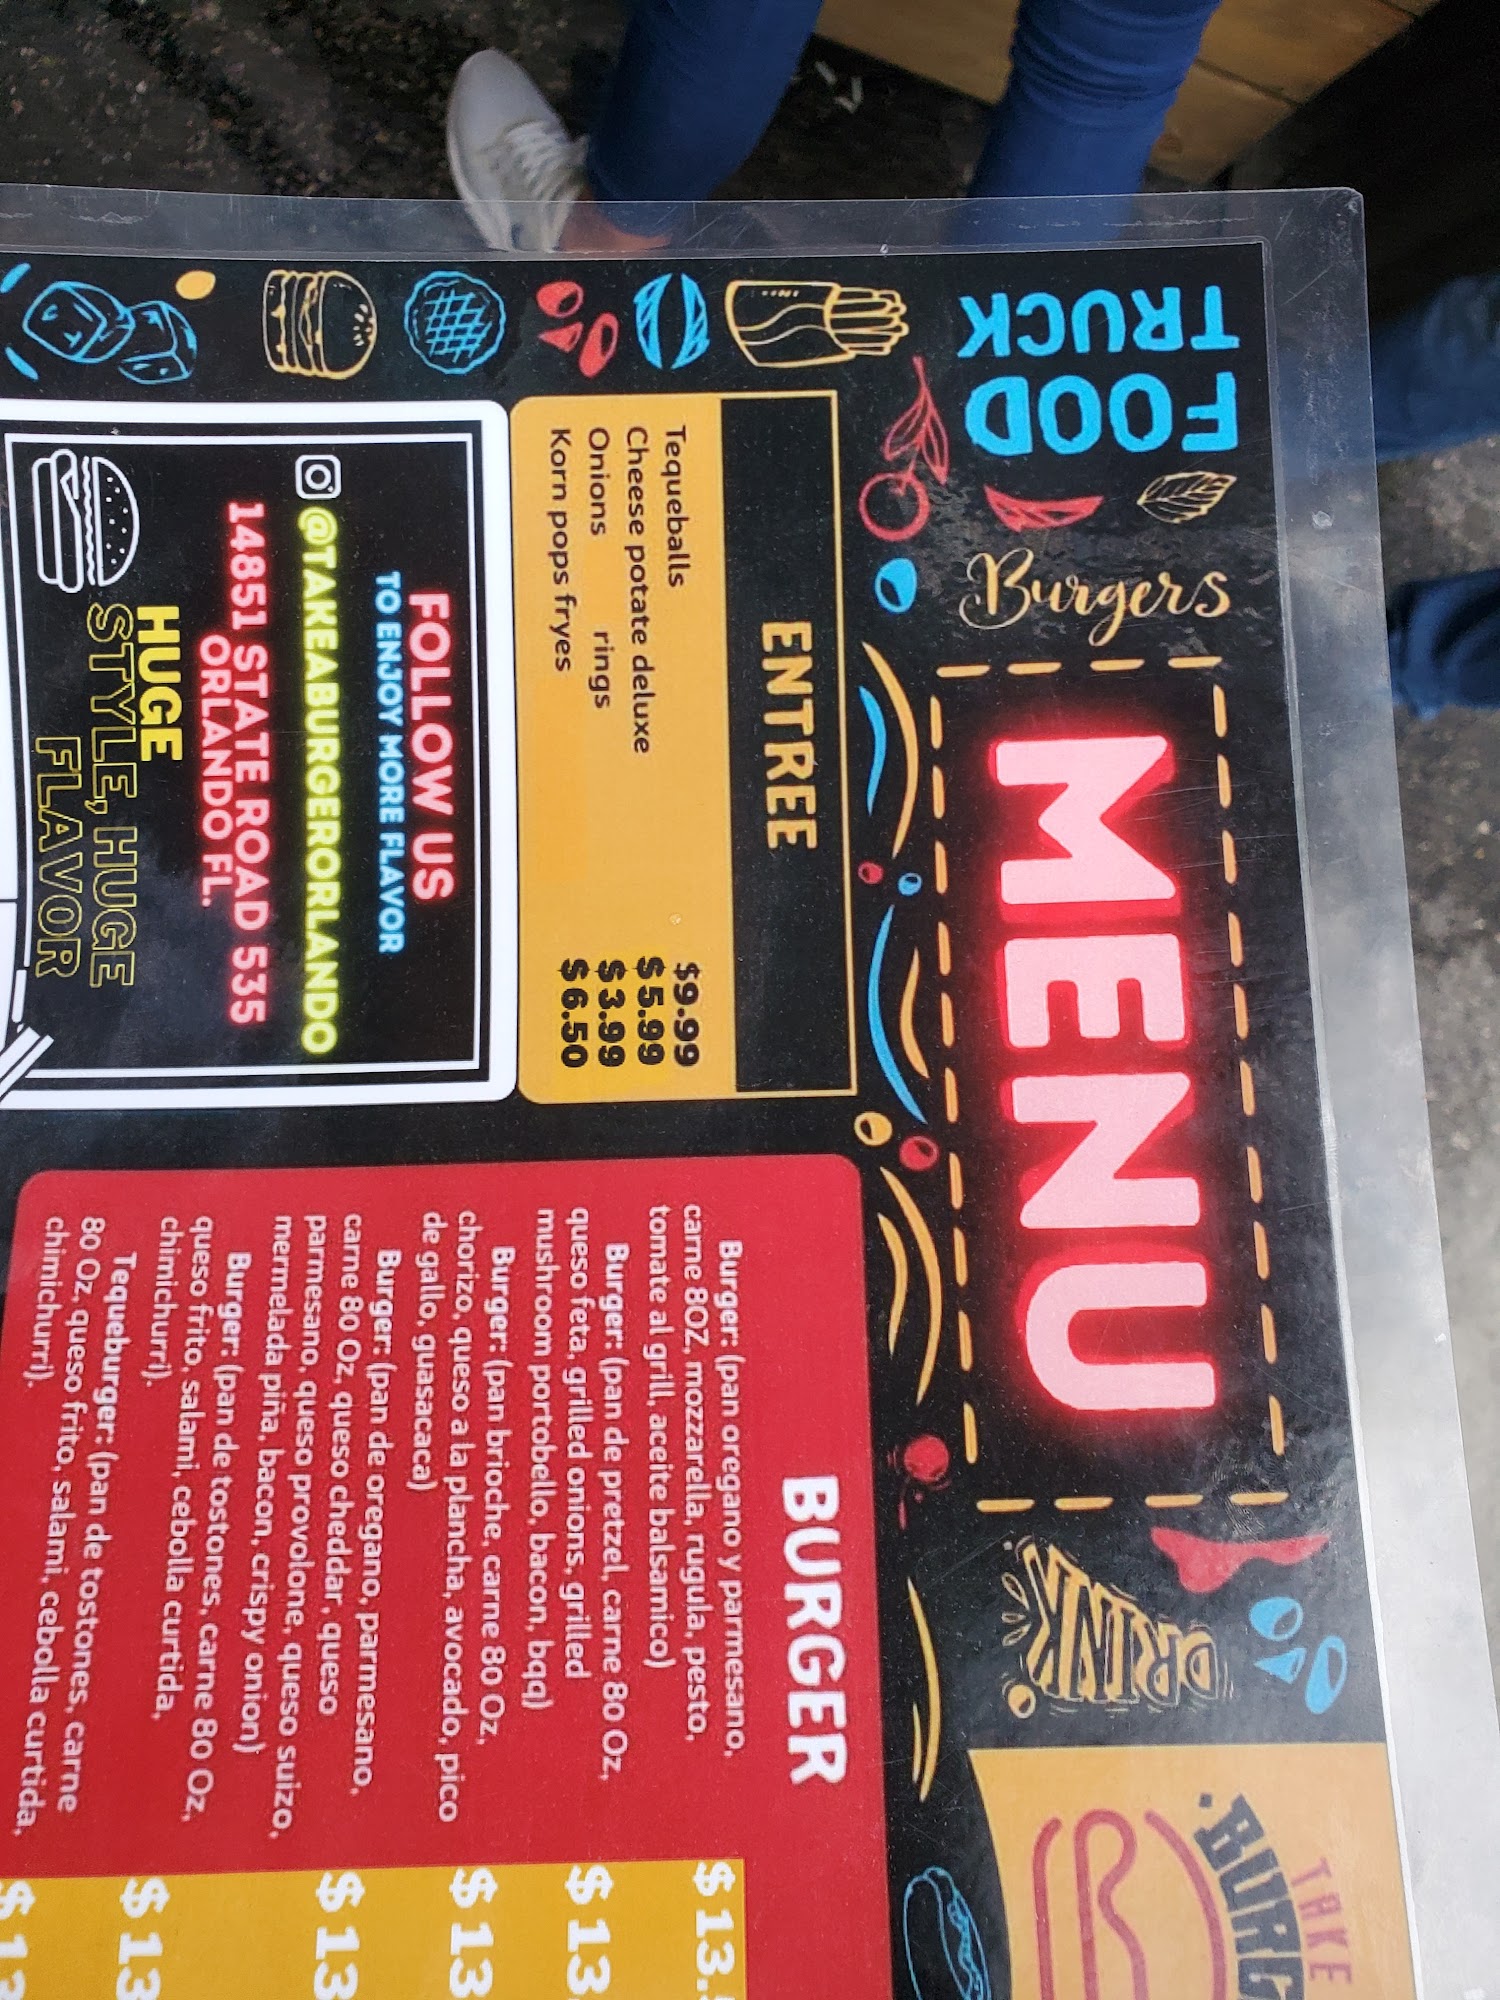 FOOD
TRUCK
Burgers
MENU
DRINK
TAKE
ENTREE
Tequeballs $9.99
Cheese potate deluxe $5.99
Onions rings $3.99
Korn pops fryes $6.50
FOLLOW US
TO ENJOY MORE FLAVOR
@TAKEABURGERORLANDO
14851 STATE ROAD 535
ORLANDO FL.
HUGE
STYLE, HUGE
FLAVOR
BURGER
Burger: (pan oregano y parmesano,
carne 8OZ, mozzarella, rugula, pesto,
tomate al grill, aceite balsamico)
$13.
Burger: (pan de pretzel, carne 80 Oz,
queso feta, grilled onions, grilled
mushroom portobello, bacon, bqq)
$13.
Burger: (pan brioche, carne 80 Oz,
chorizo, queso a la plancha, avocado, pico
de gallo, guasacaca)
$13
Burger: (pan de oregano, parmesano,
carne 80 Oz, queso cheddar, queso
parmesano, queso provolone, queso suizo,
mermelada piña, bacon, crispy onion)
$13
Burger: (pan de tostones, carne 80 Oz,
queso frito, salami, cebolla curtida,
chimichurri).
$13
Tequeburger: (pan de tostones, carne
80 Oz, queso frito, salami, cebolla curtida,
chimichurri).
$13